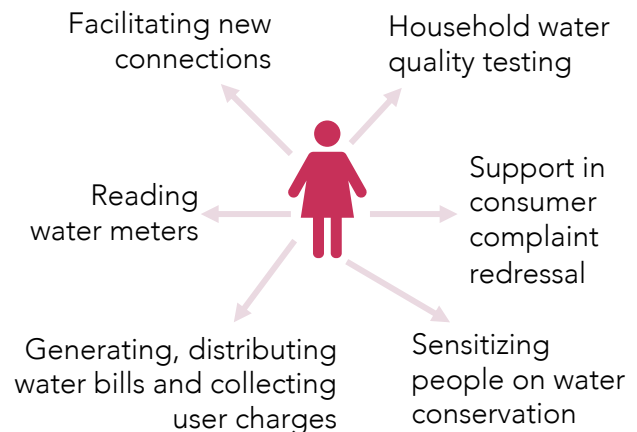 Facilitating new
connections
Household water
quality testing
Reading
water meters
Support in
consumer
complaint
redressal
Generating, distributing
water bills and collecting
user charges
Sensitizing
people on water
conservation